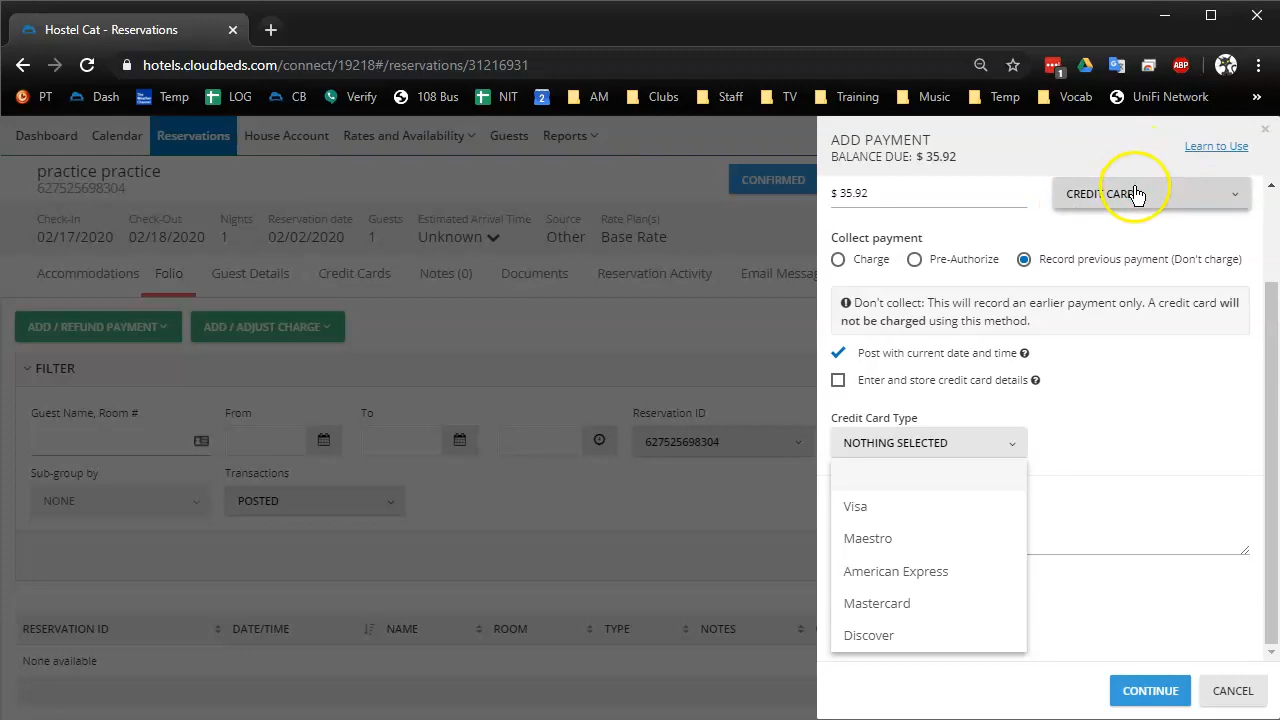 Hostel Cat - Reservations
hotels.cloudbeds.com/connect/19218#/reservations/31216931
1 ABP
PT Dash Temp LOG CB Verify 108 Bus NIT 2 AM Clubs Staff TV Training Music Temp Vocab UniFi Network »
Dashboard Calendar Reservations House Account Rates and Availability Guests Reports
practice practice
627525698304
CONFIRMED
Check-In Check-Out Nights Reservation date Guests Estimated Arrival Time Source Rate Plan(s)
02/17/2020 02/18/2020 1 02/02/2020 1 Unknown Other Base Rate
Accommodations Folio Guest Details Credit Cards Notes (0) Documents Reservation Activity Email Messag
ADD / REFUND PAYMENT ADD / ADJUST CHARGE
FILTER
Guest Name, Room # From To Reservation ID
627525698304
Sub-group by Transactions
NONE POSTED
RESERVATION ID DATE/TIME NAME ROOM TYPE NOTES
None available
ADD PAYMENT
BALANCE DUE: $ 35.92
Learn to Use
$ 35.92 CREDIT CARD
Collect payment
Charge Pre-Authorize Record previous payment (Don't charge)
Don't collect: This will record an earlier payment only. A credit card will
not be charged using this method.
Post with current date and time
Enter and store credit card details
Credit Card Type
NOTHING SELECTED
Visa
Maestro
American Express
Mastercard
Discover
CONTINUE CANCEL